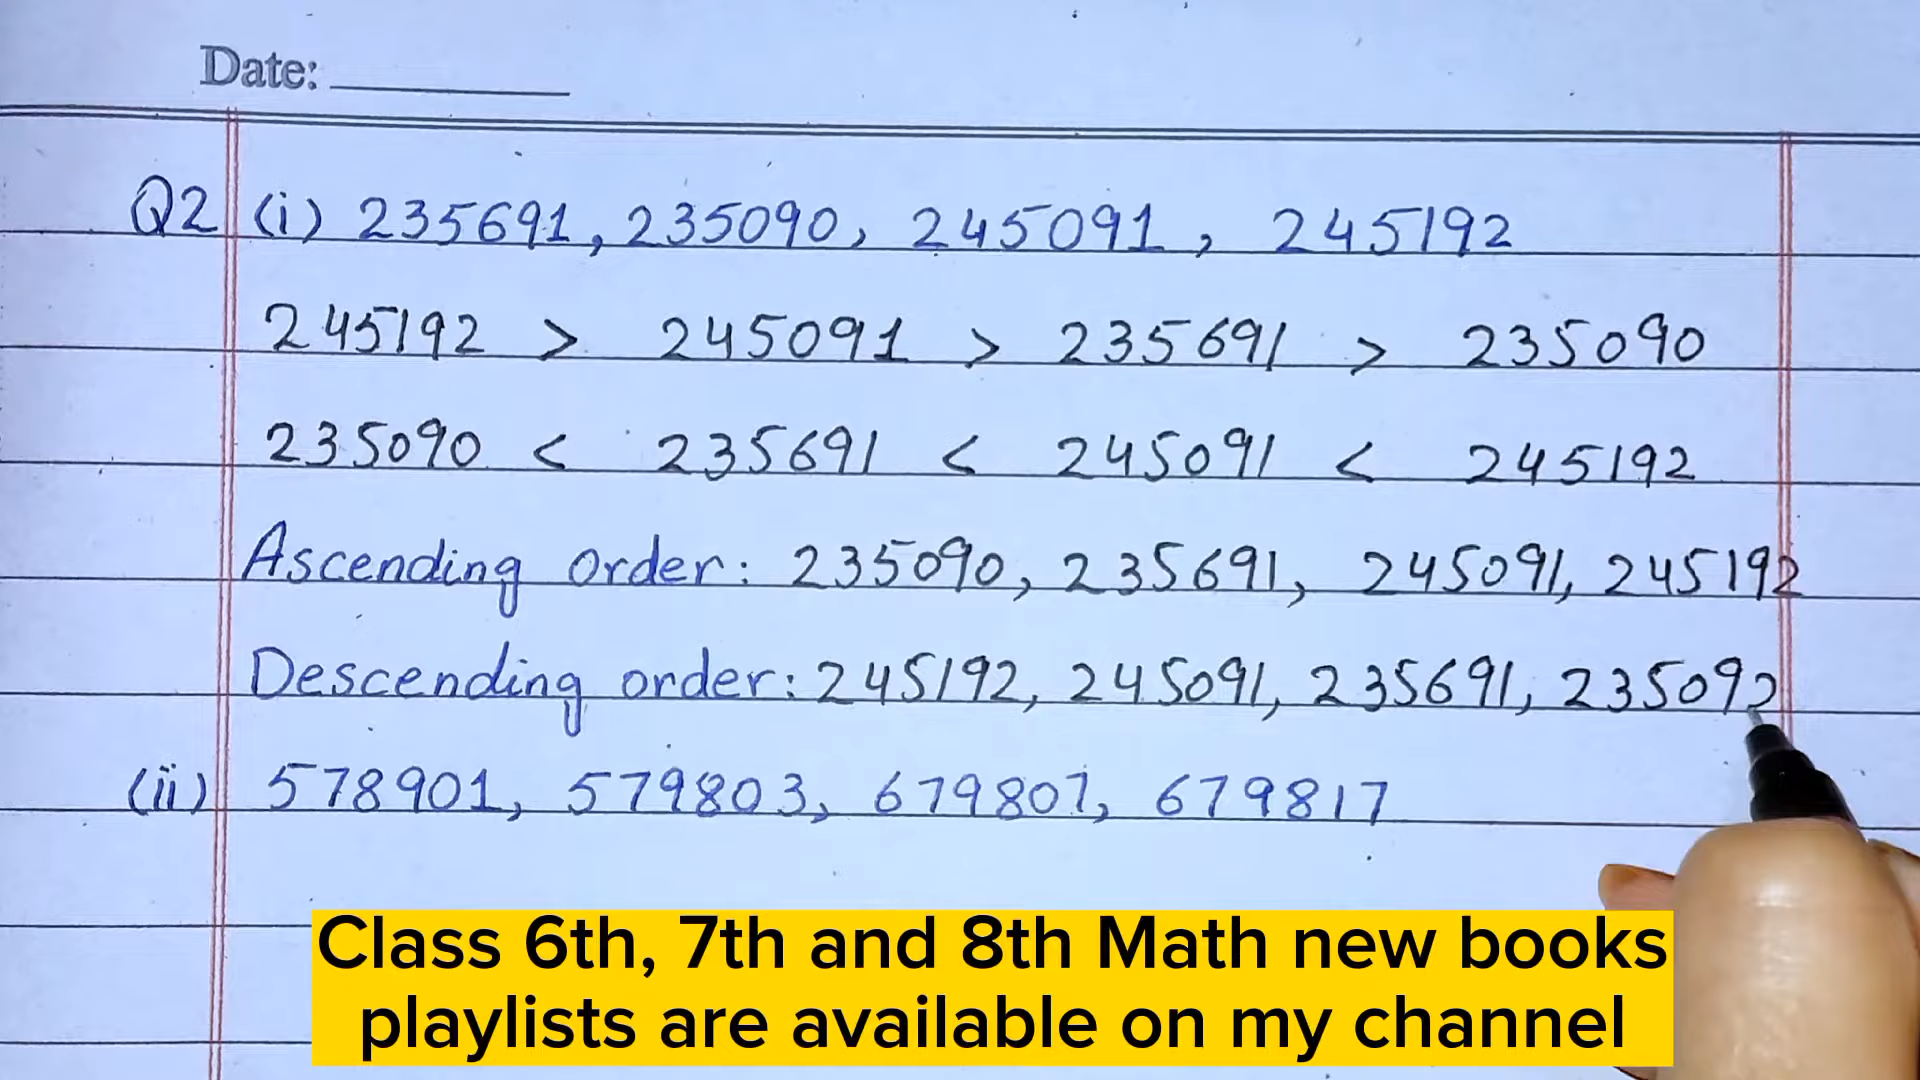 Date:
Q2 (i) 235691, 235090, 245091, 245192
245192 > 245091 > 235691 > 235090
235090 < 235691 < 245091 < 245192
Ascending order: 235090, 235691, 245091, 245192
Descending order: 245192, 245091, 235691, 235092
(ii) 578901, 579803, 679807, 679817
Class 6th, 7th and 8th Math new books
playlists are available on my channel